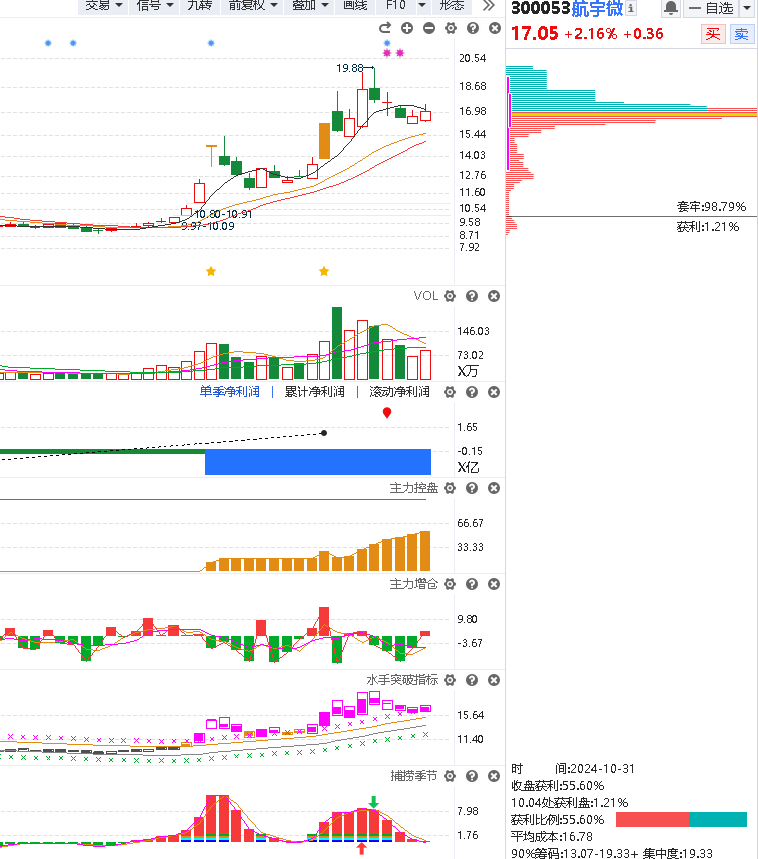 交易 信号 九转 前复权 叠加 画线 F10 形态
300053航宇微 自选
17.05 +2.16% +0.36 买 卖
19.88
20.54
18.68
16.98
15.44
14.03
12.76
11.60
10.54
9.58
8.71
7.92
10.80-10.91
9.97-10.09
套牢:98.79%
获利:1.21%
VOL
146.03
73.02
X万
单季净利润 | 累计净利润 | 滚动净利润
1.65
-0.15
X亿
主力控盘
66.67
33.33
主力增仓
9.80
-3.67
水手突破指标
15.64
11.40
捕捞季节
7.98
1.76
时 间:2024-10-31
收盘获利:55.60%
10.04处获利盘:1.21%
获利比例:55.60%
平均成本:16.78
90%筹码:13.07-19.33+ 集中度:19.33